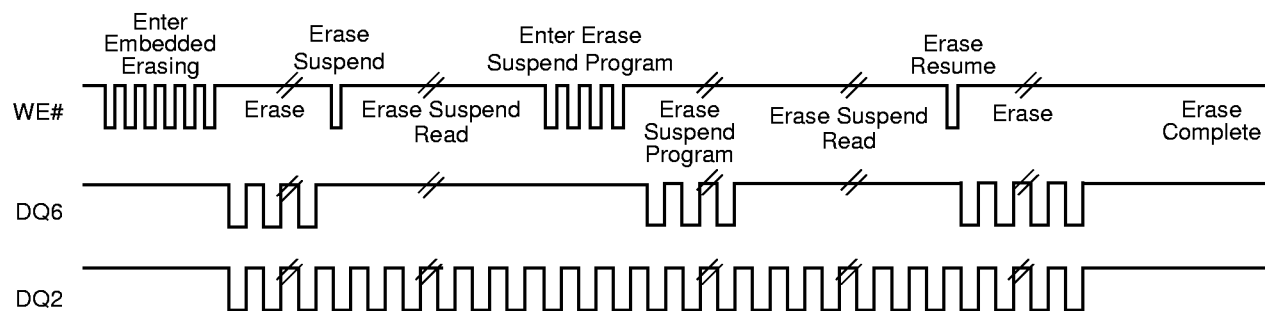 Enter
Embedded
Erasing
Erase
Suspend
Enter Erase
Suspend Program
Erase
Resume
WE#
Erase
Erase Suspend
Read
Erase
Suspend
Program
Erase Suspend
Read
Erase
Erase
Complete
DQ6
DQ2